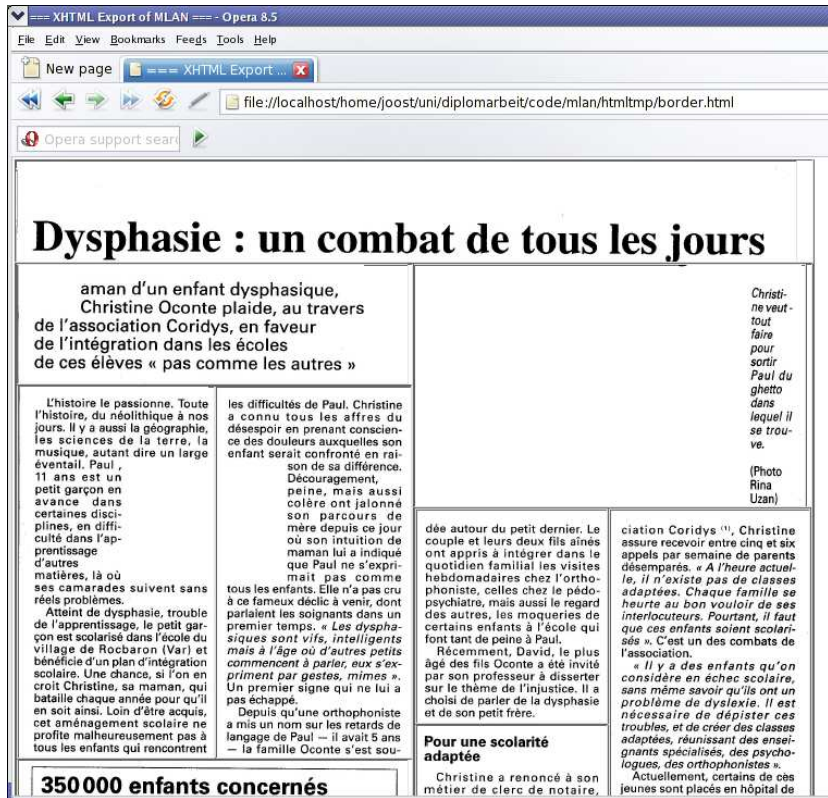 === XHTML Export of MLAN === - Opera 8.5
File Edit View Bookmarks Feeds Tools Help
New page
=== XHTML Export ...
file://localhost/home/joost/uni/diplomarbeit/code/mlan/htmltmp/border.html
Opera support searc
Dysphasie : un combat de tous les jours
aman d'un enfant dysphasique,
Christine Oconte plaide, au travers
de l'association Coridys, en faveur
de l'intégration dans les écoles
de ces élèves « pas comme les autres »
Christi-
ne veut -
tout
faire
pour
sortir
Paul du
ghetto
dans
lequel il
se trou-
ve.
(Photo
Rina
Uzan)
L'histoire le passionne. Toute
l'histoire, du néolithique à nos
jours. Il y a aussi la géographie,
les sciences de la terre, la
musique, autant dire un large
éventail. Paul ,
11 ans est un
petit garçon en
avance dans
certaines disci-
plines, en diffi-
culté dans l'ap-
prentissage
d'autres
matières, là où
ses camarades suivent sans
réels problèmes.
Atteint de dysphasie, trouble
de l'apprentissage, le petit gar-
çon est scolarisé dans l'école du
village de Rocbaron (Var) et
bénéficie d'un plan d'intégration
scolaire. Une chance, si l'on en
croit Christine, sa maman, qui
bataille chaque année pour qu'il
en soit ainsi. Loin d'être acquis,
cet aménagement scolaire ne
profite malheureusement pas à
tous les enfants qui rencontrent
les difficultés de Paul. Christine
a connu tous les affres du
désespoir en prenant conscien-
ce des douleurs auxquelles son
enfant serait confronté en rai-
son de sa différence.
Découragement,
peine, mais aussi
colère ont jalonné
son parcours de
mère depuis ce jour
où son intuition de
maman lui a indiqué
que Paul ne s'expri-
mait pas comme
tous les enfants. Elle n'a pas cru
à ce fameux déclic à venir, dont
parlaient les soignants dans un
premier temps. « Les dyspha-
siques sont vifs, intelligents
mais à l'âge où d'autres petits
commencent à parler, eux s'ex-
priment par gestes, mimes ».
Un premier signe qui ne lui a
pas échappé.
Depuis qu'une orthophoniste
a mis un nom sur les retards de
langage de Paul — il avait 5 ans
— la famille Oconte s'est sou-
dée autour du petit dernier. Le
couple et leurs deux fils aînés
ont appris à intégrer dans le
quotidien familial les visites
hebdomadaires chez l'ortho-
phoniste, celles chez le pédo-
psychiatre, mais aussi le regard
des autres, les moqueries de
certains enfants à l'école qui
font tant de peine à Paul.
Récemment, David, le plus
âgé des fils Oconte a été invité
par son professeur à disserter
sur le thème de l'injustice. Il a
choisi de parler de la dysphasie
et de son petit frère.
Pour une scolarité
adaptée
Christine a renoncé à son
métier de clerc de notaire,
ciation Coridys (1), Christine
assure recevoir entre cinq et six
appels par semaine de parents
désemparés. « A l'heure actuel-
le, il n'existe pas de classes
adaptées. Chaque famille se
heurte au bon vouloir de ses
interlocuteurs. Pourtant, il faut
que ces enfants soient scolari-
sés ». C'est un des combats de
l'association.
« Il y a des enfants qu'on
considère en échec scolaire,
sans même savoir qu'ils ont un
problème de dyslexie. Il est
nécessaire de dépister ces
troubles, et de créer des classes
adaptées, réunissant des ensei-
gnants spécialisés, des psycho-
logues, des orthophonistes ».
Actuellement, certains de ces
jeunes sont placés en hôpital de
350 000 enfants concernés